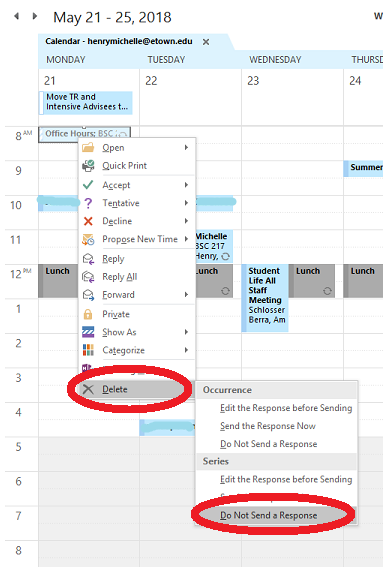 May 21 - 25, 2018
W
Calendar - henrymichelle@etown.edu ×
MONDAY TUESDAY WEDNESDAY THURS
21 22 23 24
Move TR and
Intensive Advisees t...
8 AM
Office Hours; BSC
9
Summer
10
11
Michelle
BSC 217
Henry,
12 PM
Lunch Lunch Lunch Lunch
Student
Life All
Staff
Meeting
Schlosser
Berra, Am
1
2
3
4
5
6
7
8
Open
Quick Print
Accept
Tentative
Decline
Propose New Time
Reply
Reply All
Forward
Private
Show As
Categorize
Delete
Occurrence
Edit the Response before Sending
Send the Response Now
Do Not Send a Response
Series
Edit the Response before Sending
Do Not Send a Response